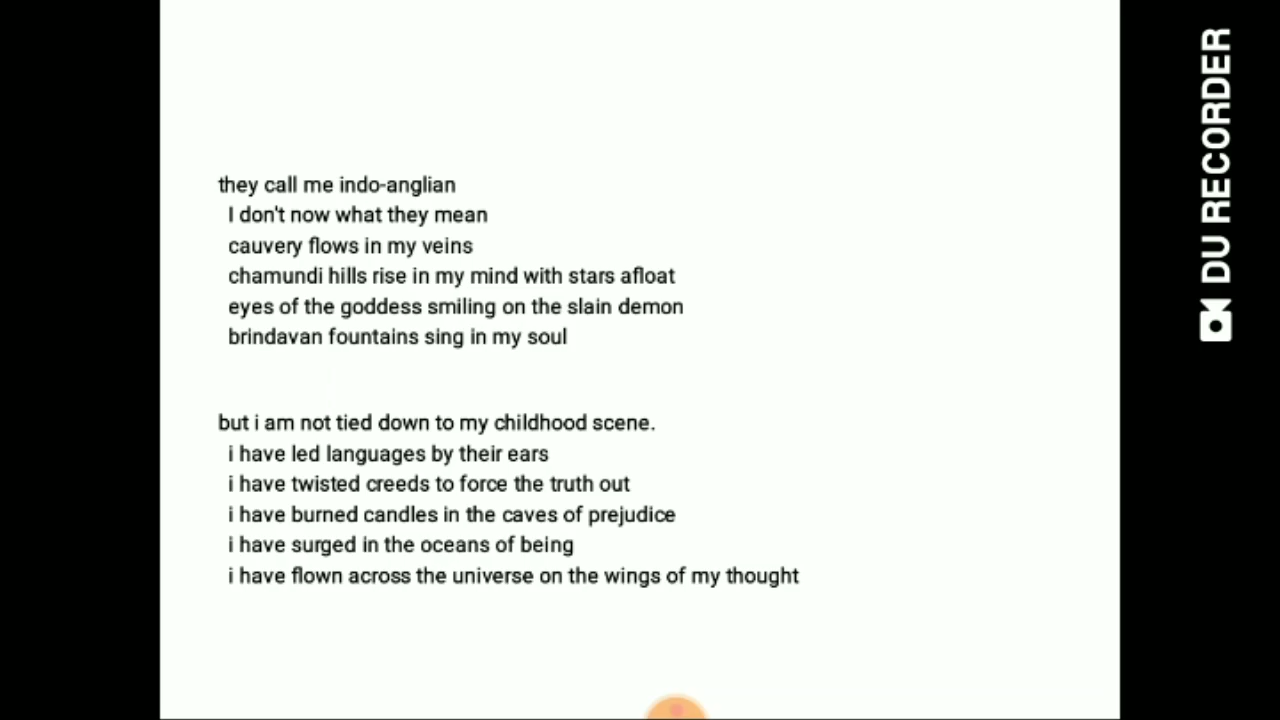 they call me indo-anglian
I don't now what they mean
cauvery flows in my veins
chamundi hills rise in my mind with stars afloat
eyes of the goddess smiling on the slain demon
brindavan fountains sing in my soul
but i am not tied down to my childhood scene.
i have led languages by their ears
i have twisted creeds to force the truth out
i have burned candles in the caves of prejudice
i have surged in the oceans of being
i have flown across the universe on the wings of my thought
DU RECORDER